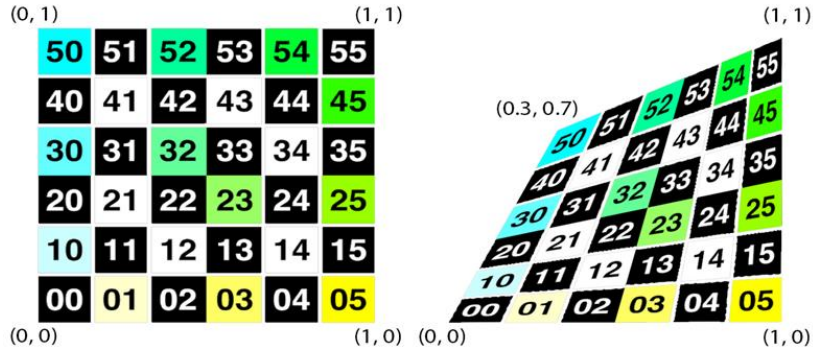 (0, 1) (1, 1)
50 51 52 53 54 55
40 41 42 43 44 45
30 31 32 33 34 35
20 21 22 23 24 25
10 11 12 13 14 15
00 01 02 03 04 05
(0, 0) (1, 0)
(1, 1)
(0.3, 0.7)
50 51 52 53 54 55
40 41 42 43 44 45
30 31 32 33 34 35
20 21 22 23 24 25
10 11 12 13 14 15
00 01 02 03 04 05
(0, 0) (1, 0)